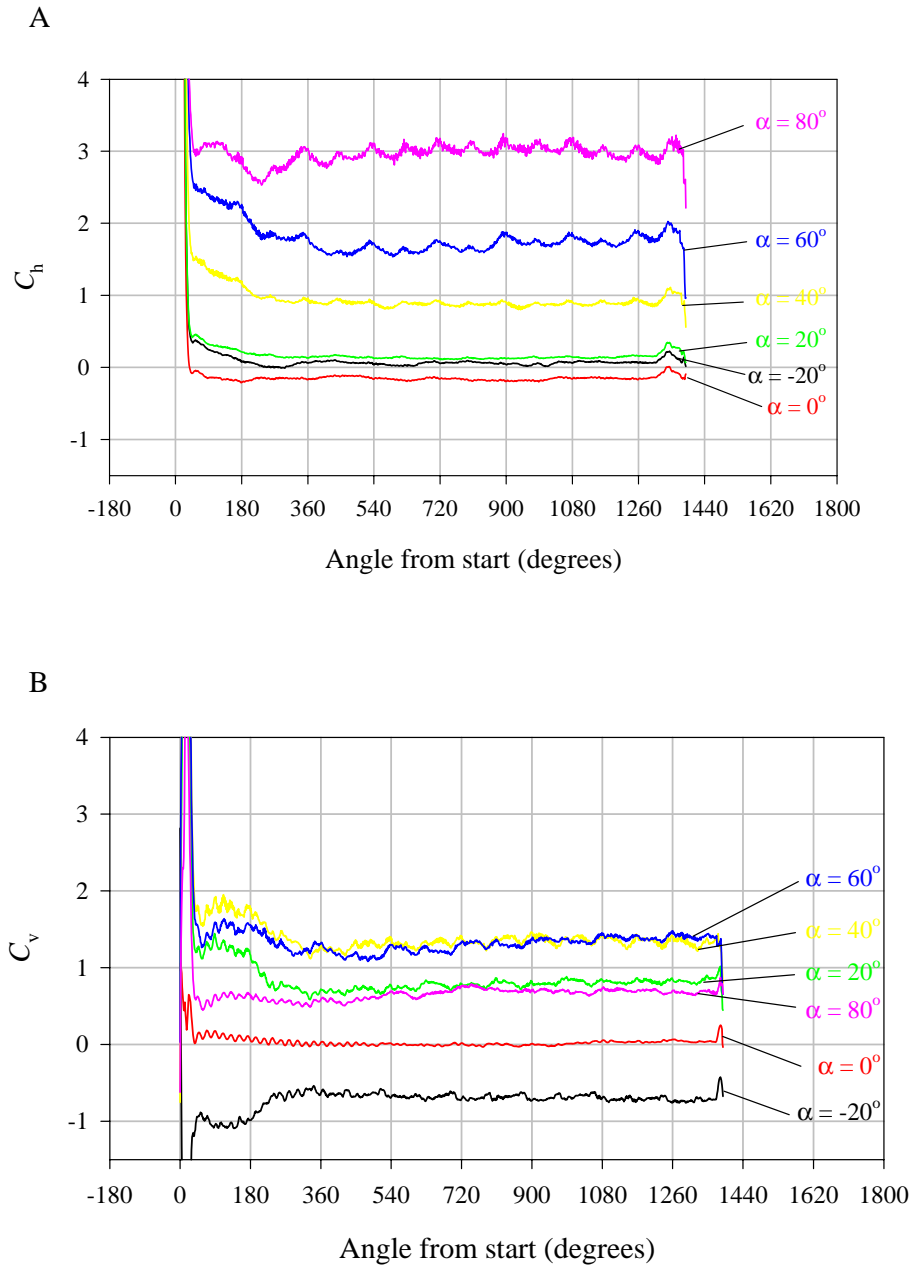 A
4
3
2
1
0
-1
C_h
α = 80°
α = 60°
α = 40°
α = 20°
α = -20°
α = 0°
-180 0 180 360 540 720 900 1080 1260 1440 1620 1800
Angle from start (degrees)
B
4
3
2
1
0
-1
C_v
α = 60°
α = 40°
α = 20°
α = 80°
α = 0°
α = -20°
-180 0 180 360 540 720 900 1080 1260 1440 1620 1800
Angle from start (degrees)